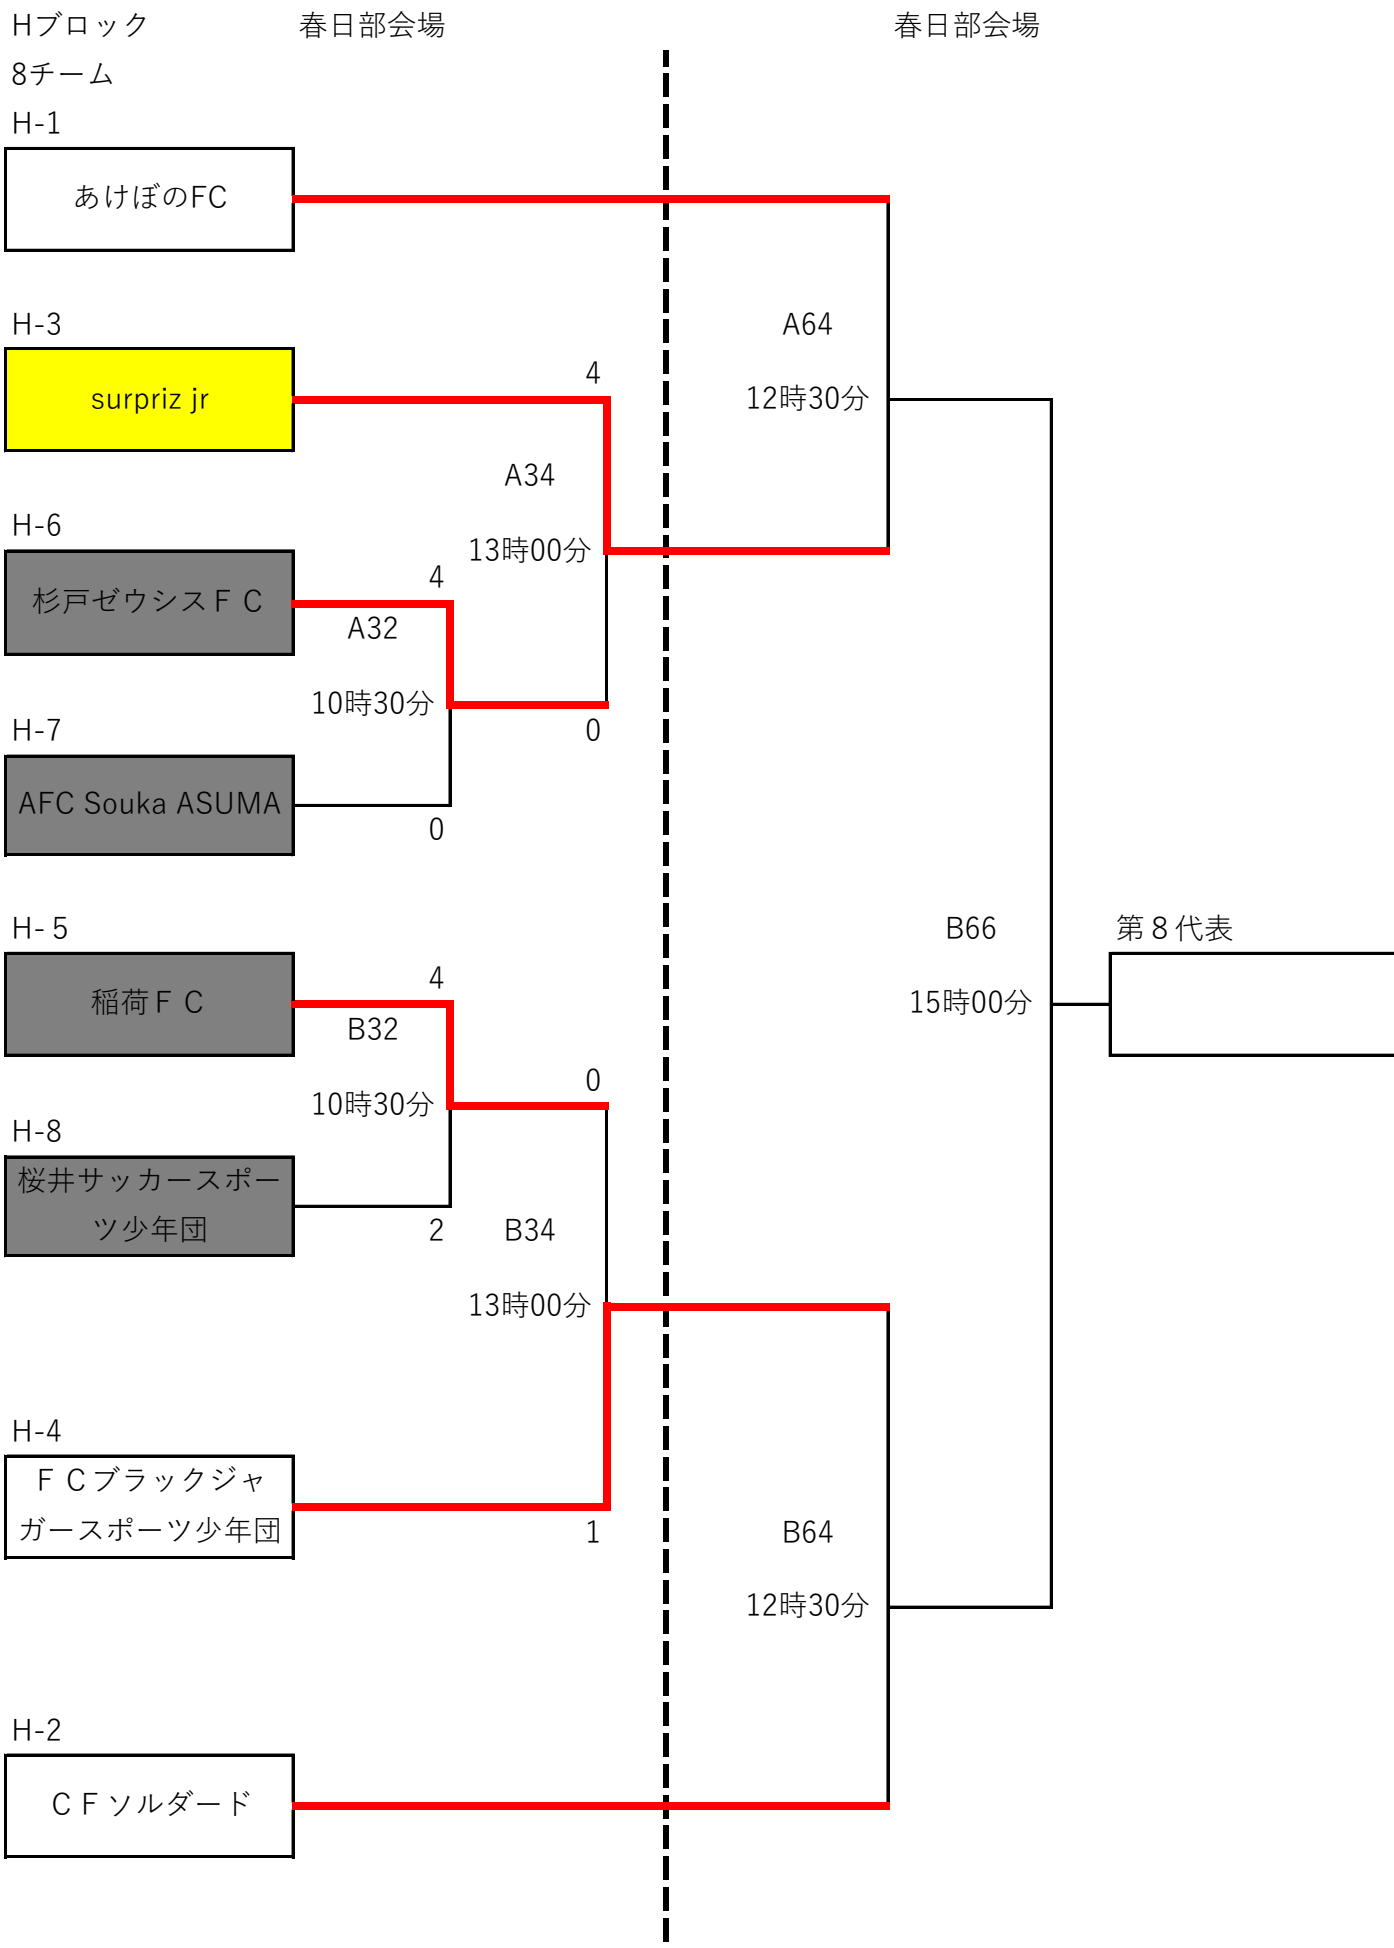 Hブロック 春日部会場 春日部会場
8チーム
H-1
あけぼのFC
H-3
A64
surpriz jr
4
12時30分
A34
H-6
13時00分
杉戸ゼウシスＦＣ
4
A32
10時30分
H-7
0
AFC Souka ASUMA
0
H-５
B66
第８代表
稲荷ＦＣ
4
15時00分
B32
0
10時30分
H-8
桜井サッカースポー
ツ少年団
2
B34
13時00分
H-4
ＦＣブラックジャ
ガースポーツ少年団
1
B64
12時30分
H-2
ＣＦソルダード